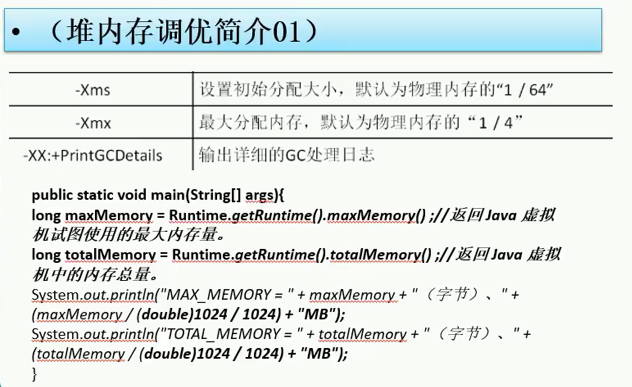 • （堆内存调优简介01）
-Xms 设置初始分配大小，默认为物理内存的“1 / 64”
-Xmx 最大分配内存，默认为物理内存的 “1 / 4”
-XX:+PrintGCDetails 输出详细的GC处理日志
public static void main(String[] args){
long maxMemory = Runtime.getRuntime().maxMemory() ;//返回 Java 虚拟
机试图使用的最大内存量。
long totalMemory = Runtime.getRuntime().totalMemory() ;//返回 Java 虚拟
机中的内存总量。
System.out.println("MAX_MEMORY = " + maxMemory + "（字节）、" +
(maxMemory / (double)1024 / 1024) + "MB");
System.out.println("TOTAL_MEMORY = " + totalMemory + "（字节）、" +
(totalMemory / (double)1024 / 1024) + "MB");
}